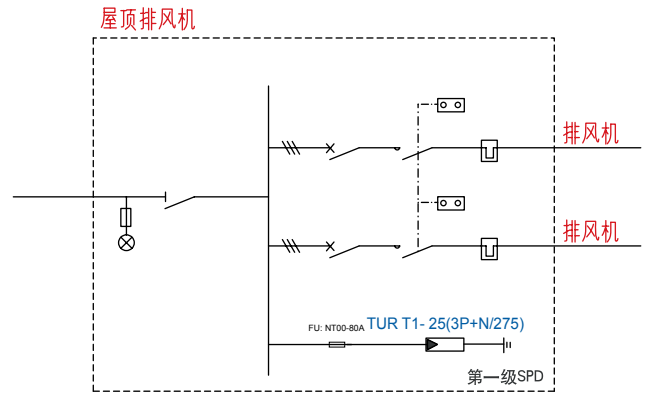 屋顶排风机
排风机
排风机
FU: NT00-80A TUR T1- 25(3P+N/275)
第一级SPD